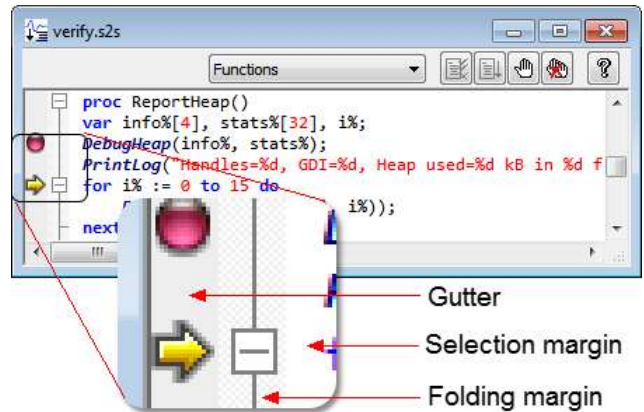 verify.s2s
Functions
proc ReportHeap()
var info%[4], stats%[32], i%;
DebugHeap(info%, stats%);
PrintLog("Handles=%d, GDI=%d, Heap used=%d kB in %d f
for i% := 0 to 15 do
i%));
next
Gutter
Selection margin
Folding margin